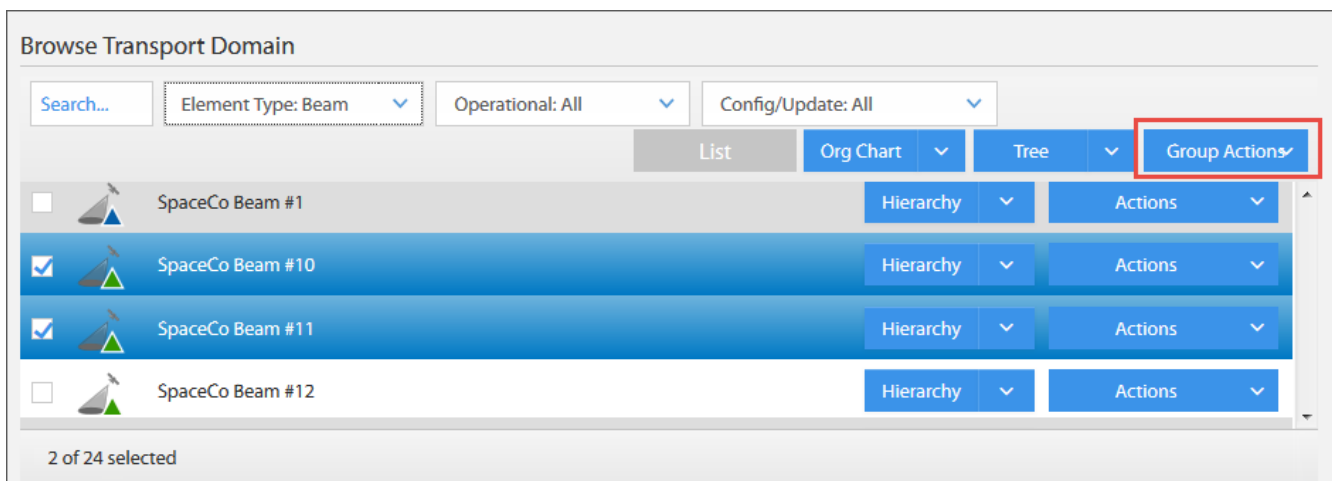 Browse Transport Domain
Search... Element Type: Beam Operational: All Config/Update: All
List Org Chart Tree Group Actions
SpaceCo Beam #1 Hierarchy Actions
SpaceCo Beam #10 Hierarchy Actions
SpaceCo Beam #11 Hierarchy Actions
SpaceCo Beam #12 Hierarchy Actions
2 of 24 selected